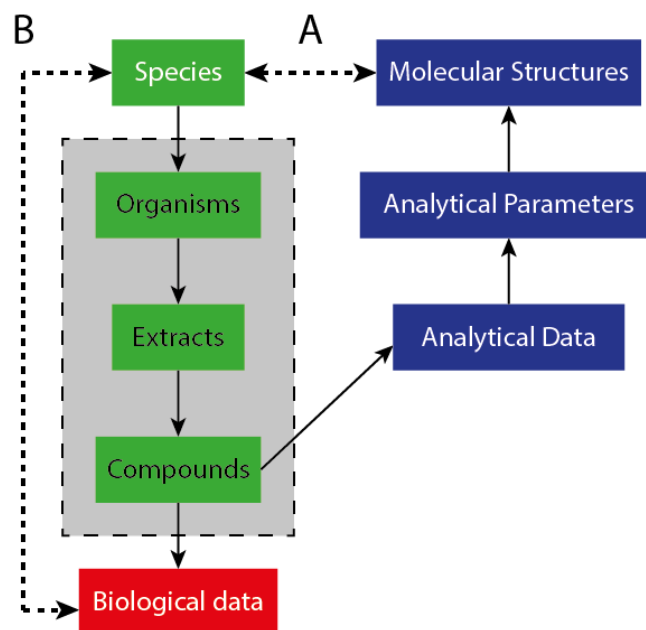 B
A
Species
Molecular Structures
Organisms
Analytical Parameters
Extracts
Analytical Data
Compounds
Biological data